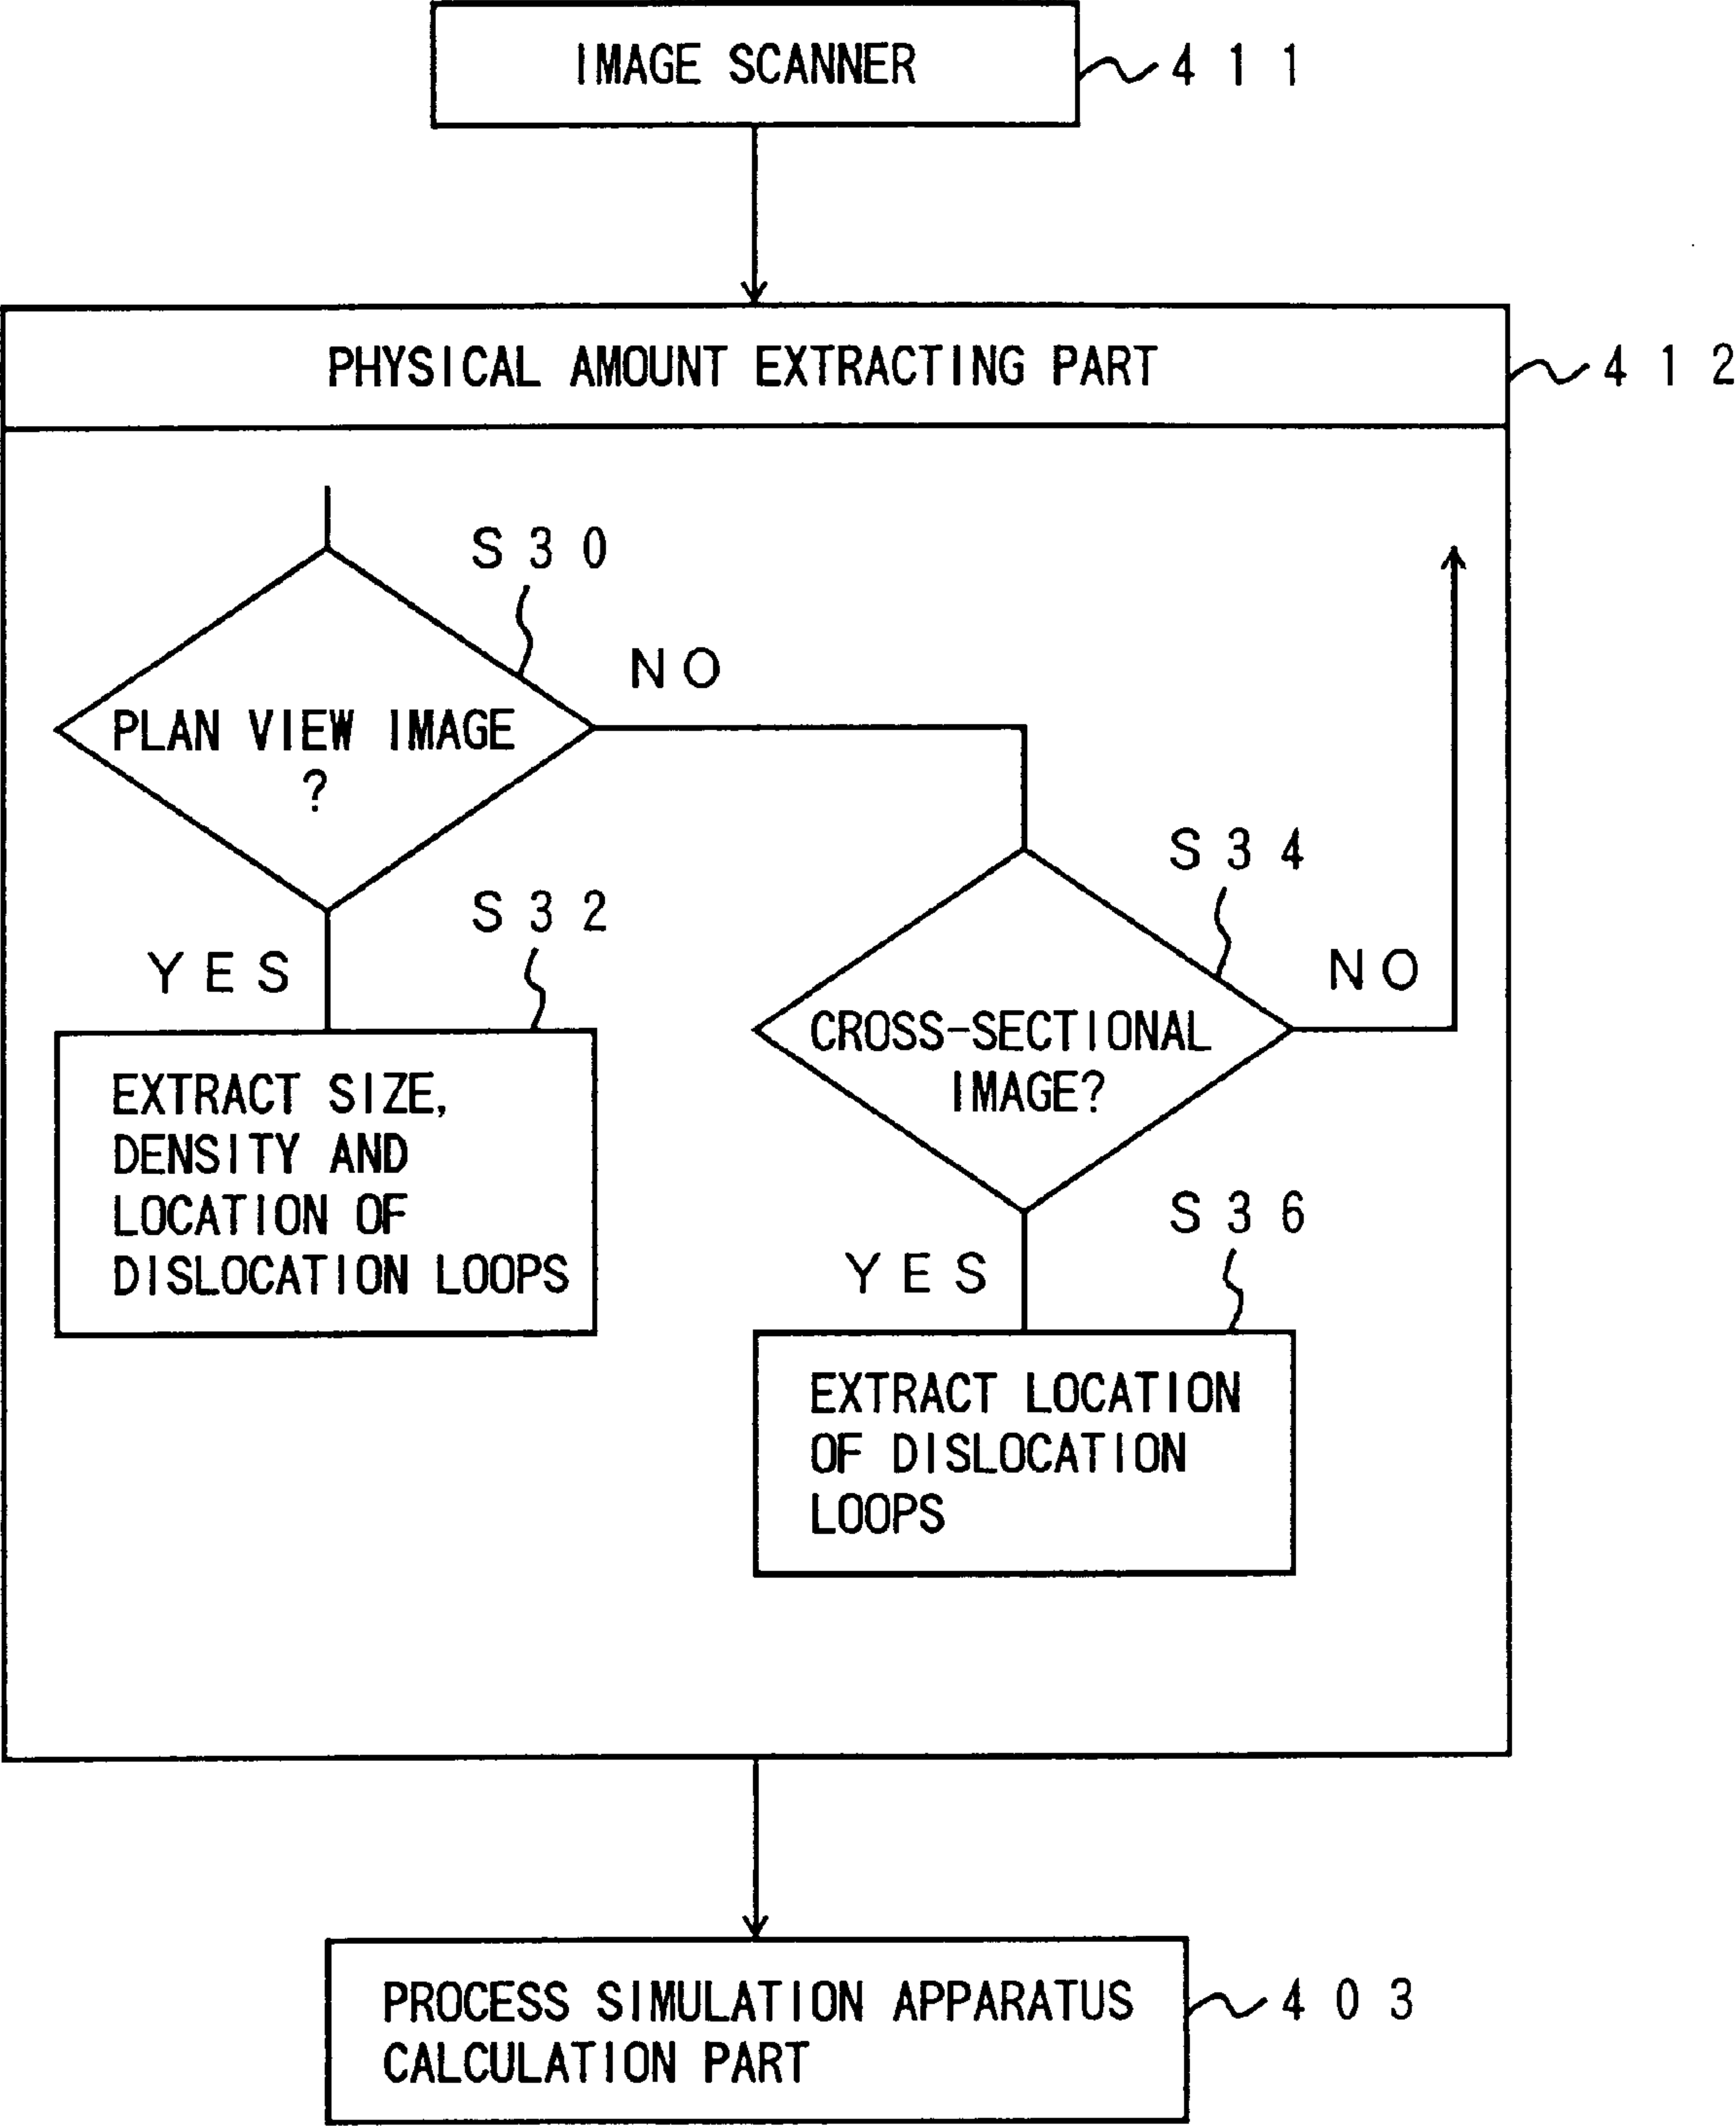 IMAGE SCANNER
411
PHYSICAL AMOUNT EXTRACTING PART
412
S30
NO
PLAN VIEW IMAGE
?
YES
S32
EXTRACT SIZE,
DENSITY AND
LOCATION OF
DISLOCATION LOOPS
S34
NO
CROSS-SECTIONAL
IMAGE?
YES
S36
EXTRACT LOCATION
OF DISLOCATION
LOOPS
PROCESS SIMULATION APPARATUS
CALCULATION PART
403